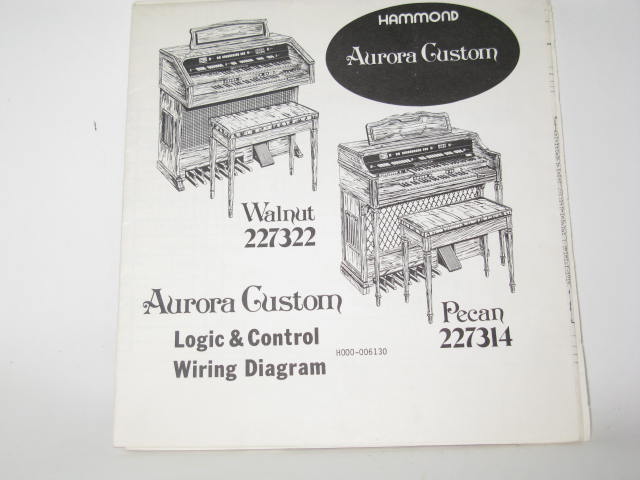 HAMMOND
Aurora Custom
Walnut
227322
Pecan
227314
Aurora Custom
Logic & Control
Wiring Diagram
H000-006130